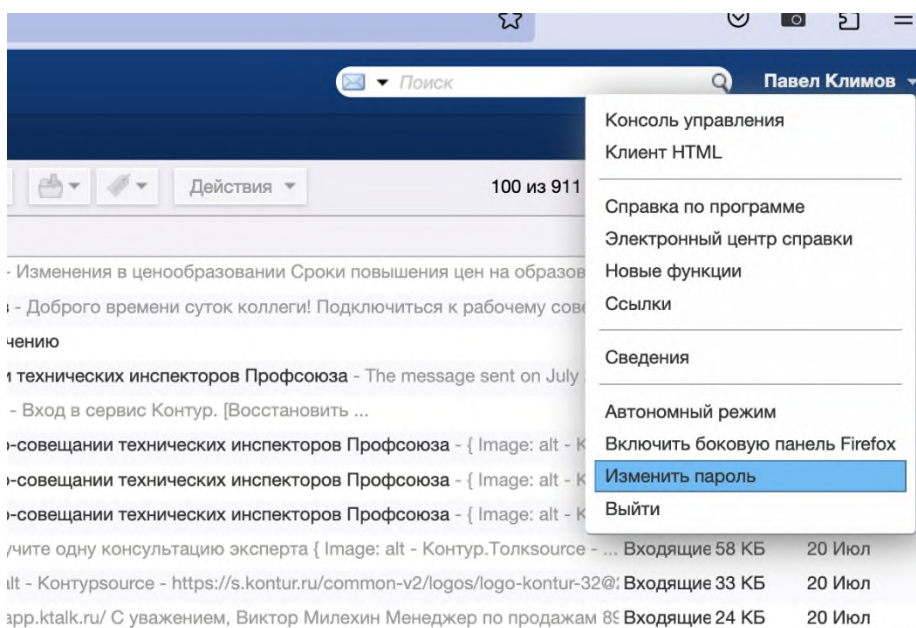 Поиск
Павел Климов
Консоль управления
Клиент HTML
Действия
100 из 911
Справка по программе
Электронный центр справки
Новые функции
Ссылки
Сведения
Автономный режим
Включить боковую панель Firefox
Изменить пароль
Выйти
- Изменения в ценообразовании Сроки повышения цен на образов
- Доброго времени суток коллеги! Подключиться к рабочему сове
чению
технических инспекторов Профсоюза - The message sent on July
- Вход в сервис Контур. [Восстановить ...
-совещании технических инспекторов Профсоюза - { Image: alt - К
-совещании технических инспекторов Профсоюза - { Image: alt - К
-совещании технических инспекторов Профсоюза - { Image: alt - К
учите одну консультацию эксперта { Image: alt - Контур.Толкsource - ... Входящие 58 КБ 20 Июл
alt - Контурsource - https://s.kontur.ru/common-v2/logos/logo-kontur-32@ Входящие 33 КБ 20 Июл
app.ktalk.ru/ С уважением, Виктор Милехин Менеджер по продажам 89 Входящие 24 КБ 20 Июл